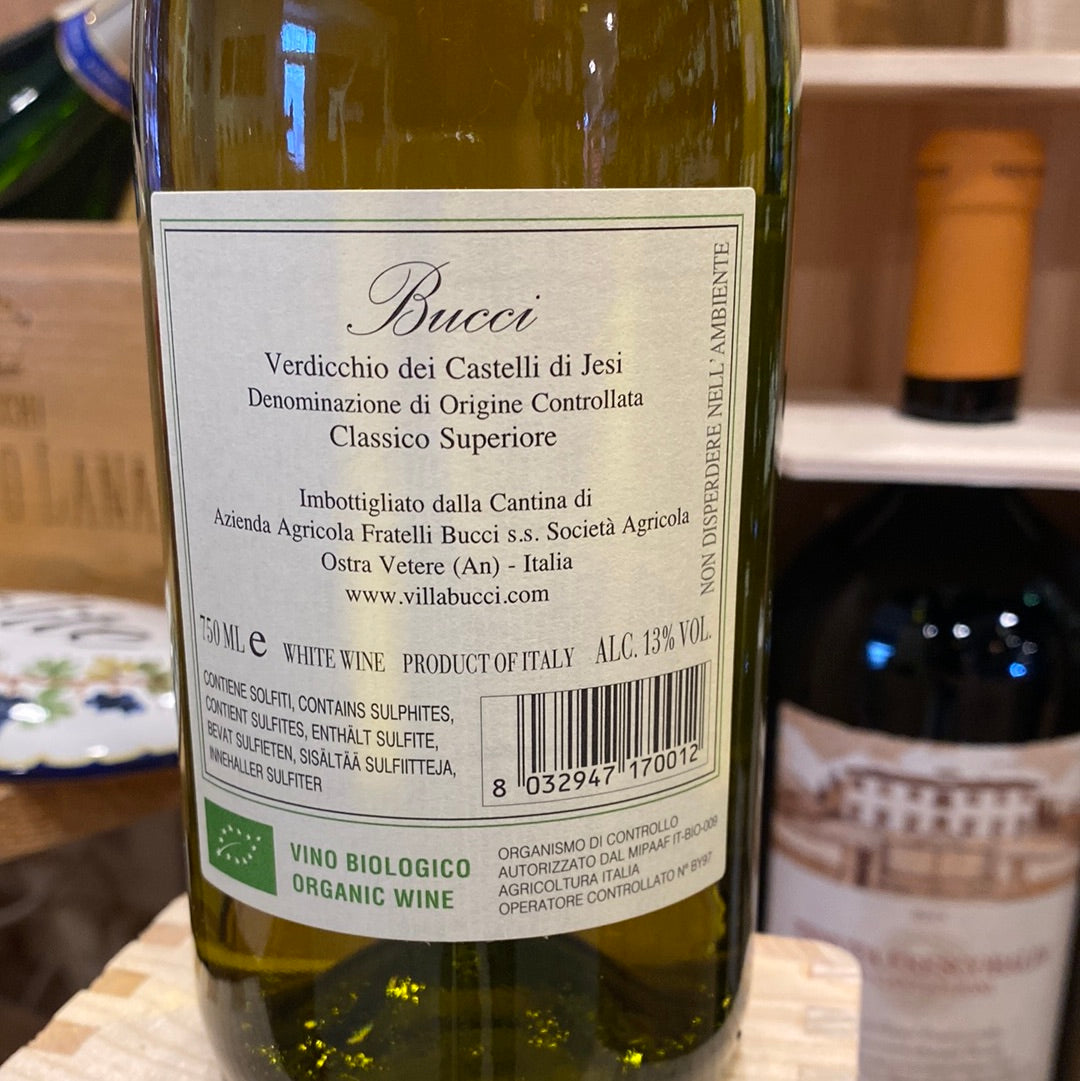 Bucci
Verdicchio dei Castelli di Jesi
Denominazione di Origine Controllata
Classico Superiore
Imbottigliato dalla Cantina di
Azienda Agricola Fratelli Bucci s.s. Società Agricola
Ostra Vetere (An) - Italia
www.villabucci.com
NON DISPERDERE NELL' AMBIENTE
750 ML e WHITE WINE PRODUCT OF ITALY ALC. 13% VOL.
CONTIENE SOLFITI, CONTAINS SULPHITES,
CONTIENT SULFITES, ENTHÄLT SULFITE,
BEVAT SULFIETEN, SISÄLTÄÄ SULFIITTEJA,
INNEHALLER SULFITER
8 032947 170012
VINO BIOLOGICO
ORGANIC WINE
ORGANISMO DI CONTROLLO
AUTORIZZATO DAL MIPAAF IT-BIO-009
AGRICOLTURA ITALIA
OPERATORE CONTROLLATO N° BY97